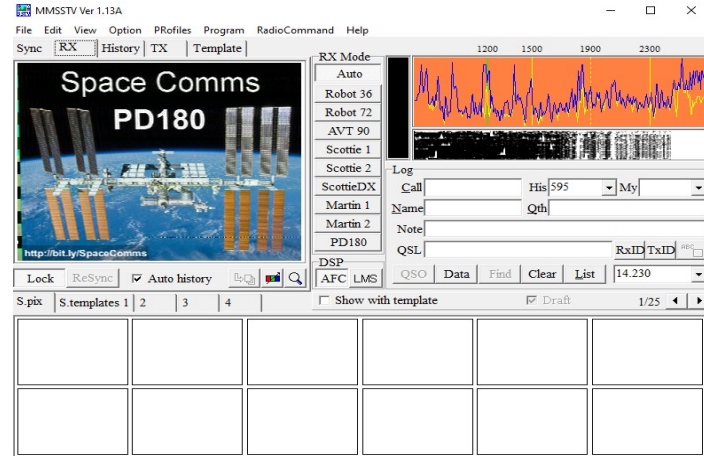 MMSSTV Ver 1.13A
File Edit View Option PRofiles Program RadioCommand Help
Sync RX History TX Template
Space Comms
PD180
http://bit.ly/SpaceComms
RX Mode
Auto
Robot 36
Robot 72
AVT 90
Scottie 1
Scottie 2
ScottieDX
Martin 1
Martin 2
PD180
DSP
AFC LMS
1200 1500 1900 2300
Log
Call His 595 My
Name Qth
Note
QSL RxID TxID ABC
QSO Data Find Clear List 14.230
Lock ReSync Auto history
S.pix S.templates 1 2 3 4 Show with template Draft 1/25